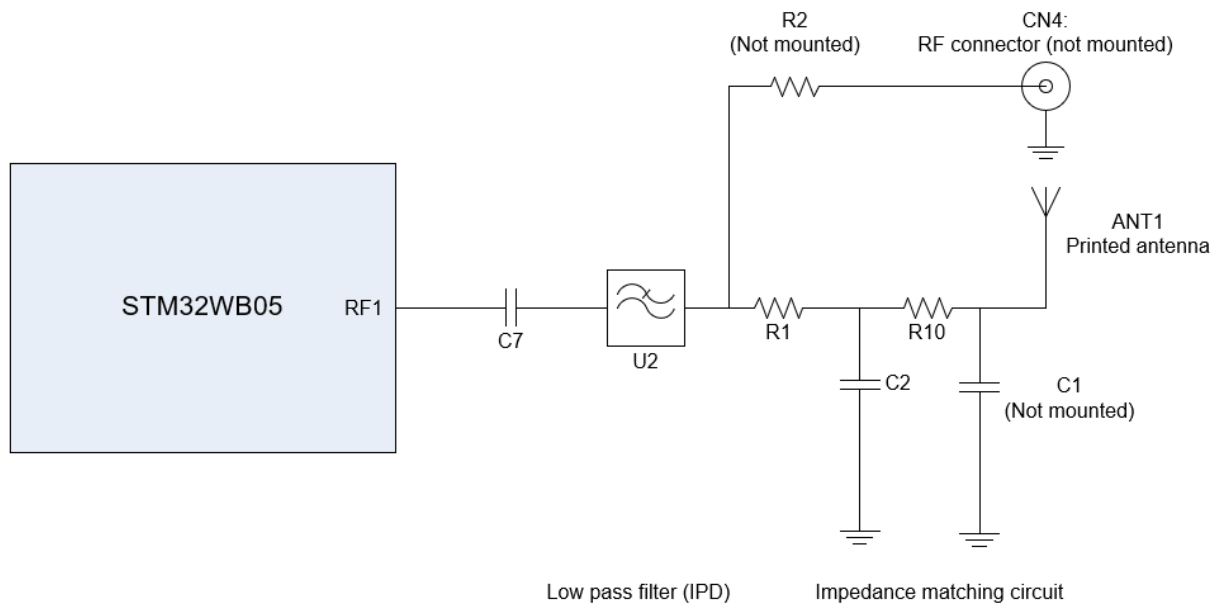 R2
(Not mounted)
CN4:
RF connector (not mounted)
ANT1
Printed antenna
STM32WB05
RF1
C7
U2
R1
R10
C2
C1
(Not mounted)
Low pass filter (IPD)
Impedance matching circuit